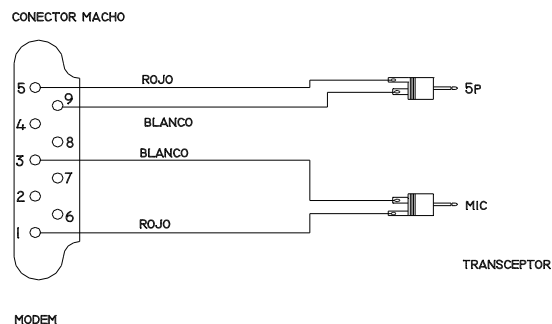 CONECTOR MACHO
5
ROJO
5P
9
4
BLANCO
8
3
BLANCO
7
2
MIC
6
1
ROJO
TRANSCEPTOR
MODEM